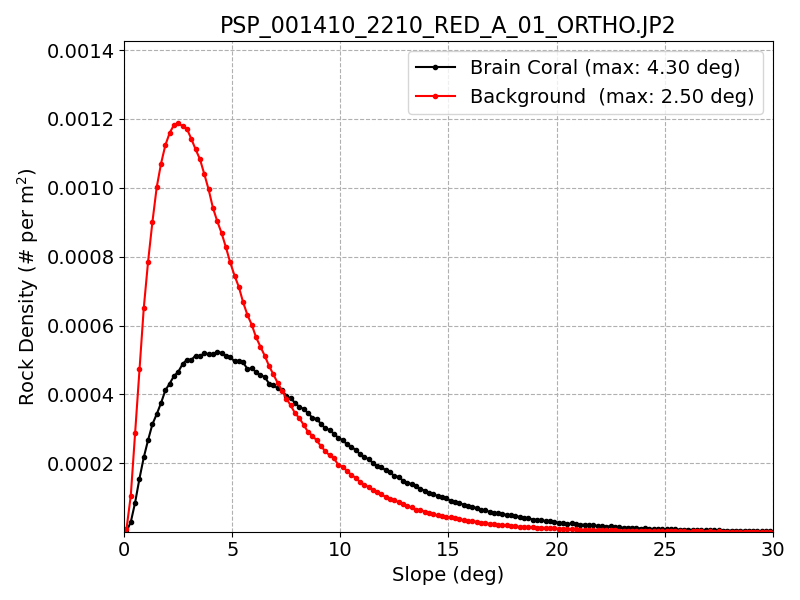 PSP_001410_2210_RED_A_01_ORTHO.JP2
Brain Coral (max: 4.30 deg)
Background (max: 2.50 deg)
Rock Density (# per m²)
0.0014
0.0012
0.0010
0.0008
0.0006
0.0004
0.0002
0 5 10 15 20 25 30
Slope (deg)